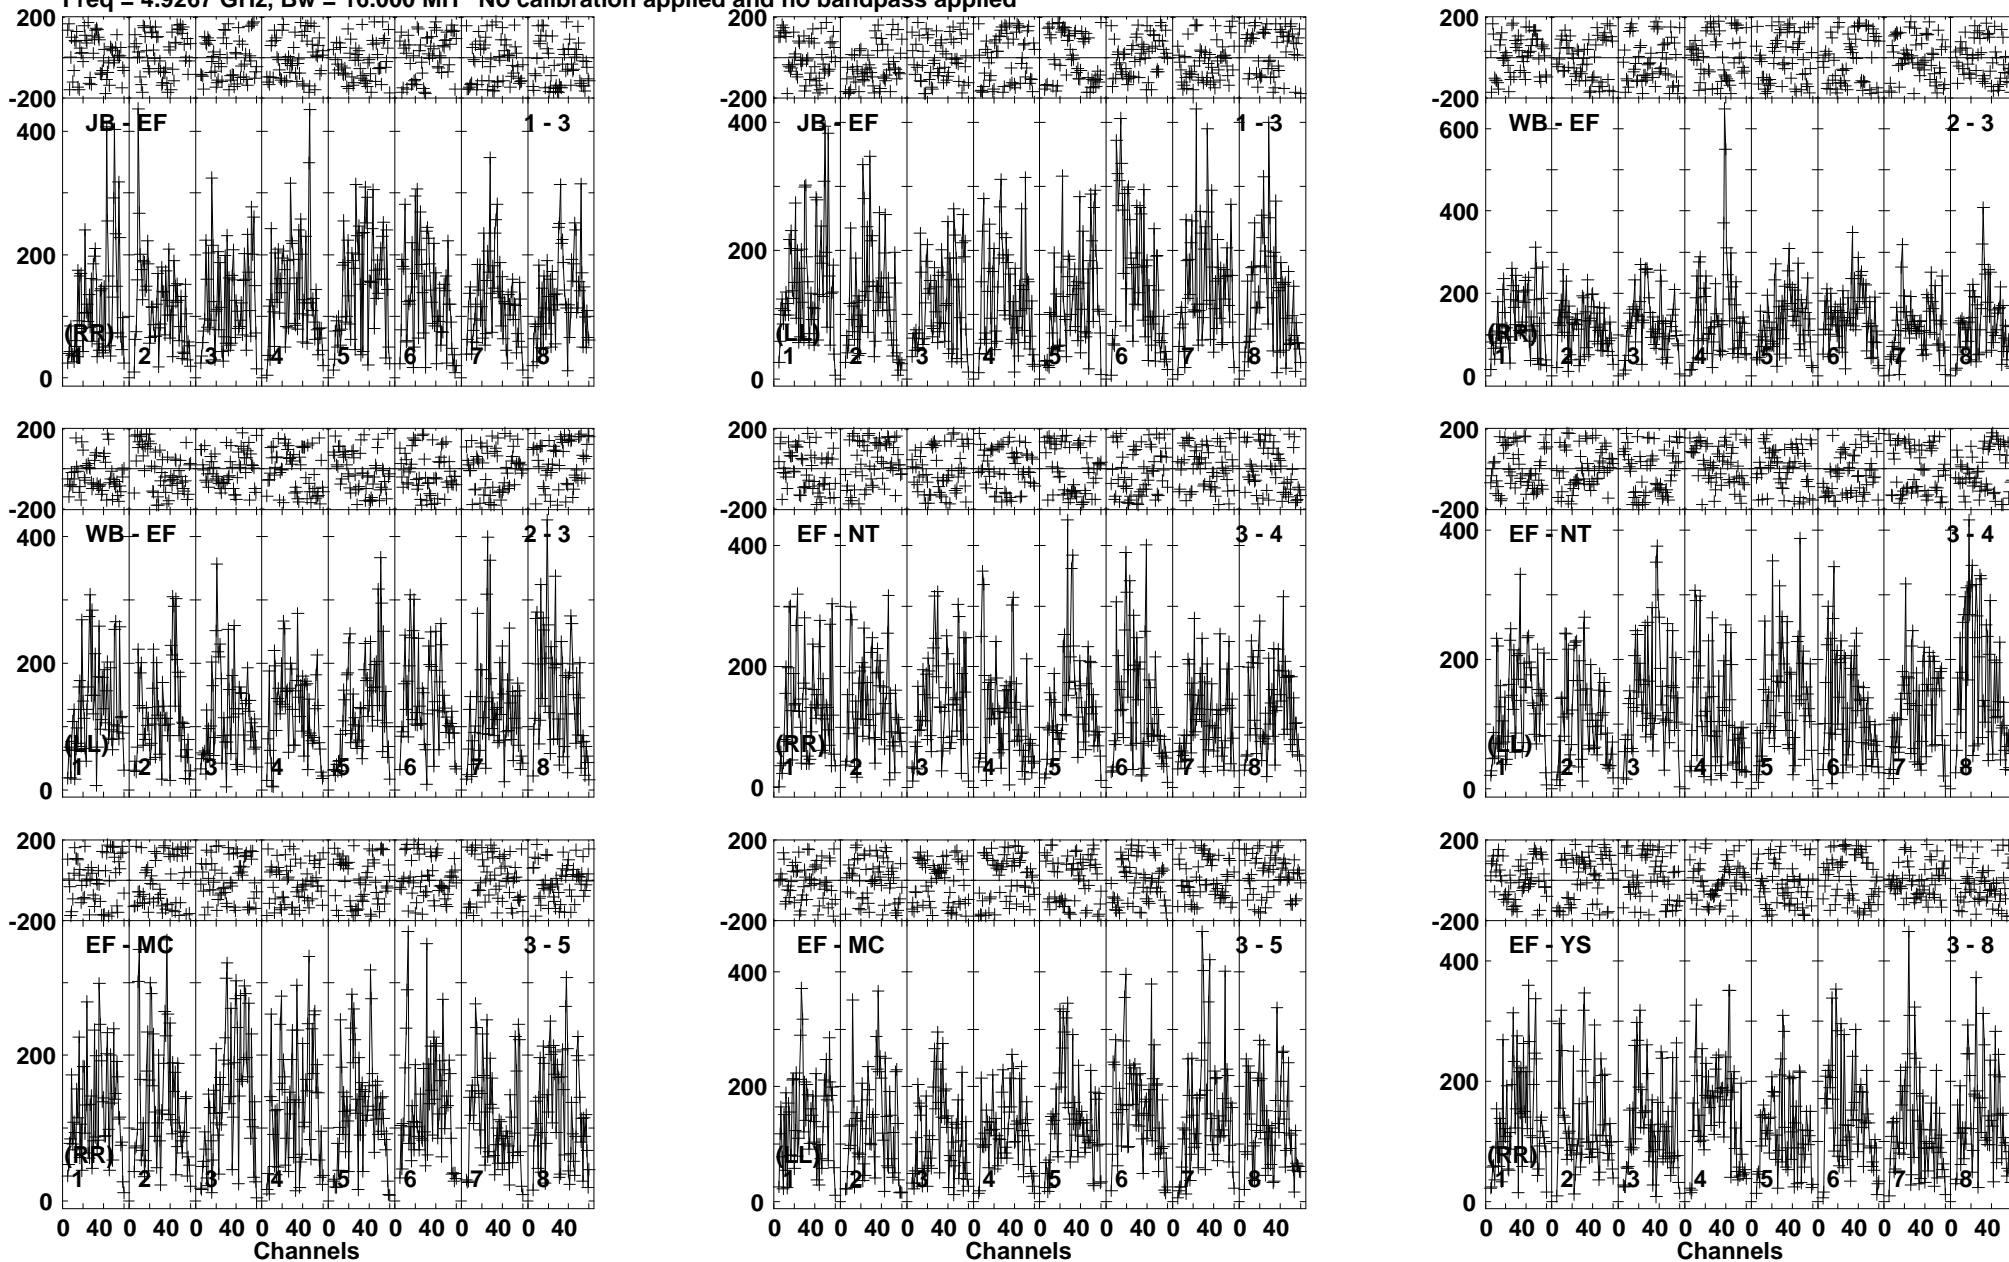 Freq = 4.9267 GHz, Bw = 16.000 MH No calibration applied and no bandpass applied
200 200 200
-200 -200 -200
JB - EF 1 - 3 JB - EF 1 - 3 WB - EF 2 - 3
400 400 600
400
200 200 200
(RR) (LL) (RR)
1 2 3 4 5 6 7 8 1 2 3 4 5 6 7 8 1 2 3 4 5 6 7 8
0 0 0
200 200 200
-200 -200 -200
WB - EF 2 - 3 EF - NT 3 - 4 EF - NT 3 - 4
400 400 400
200 200 200
(LL) (RR) (LL)
1 2 3 4 5 6 7 8 1 2 3 4 5 6 7 8 1 2 3 4 5 6 7 8
0 0 0
200 200 200
-200 -200 -200
EF - MC 3 - 5 EF - MC 3 - 5 EF - YS 3 - 8
400 400
200 200 200
(RR) (LL) (RR)
1 2 3 4 5 6 7 8 1 2 3 4 5 6 7 8 1 2 3 4 5 6 7 8
0 0 0
0 40 0 40 0 40 0 40 0 40 0 40 0 40 0 40 0 40 0 40 0 40 0 40 0 40 0 40 0 40 0 40 0 40 0 40 0 40 0 40 0 40 0 40 0 40 0 40
Channels Channels Channels